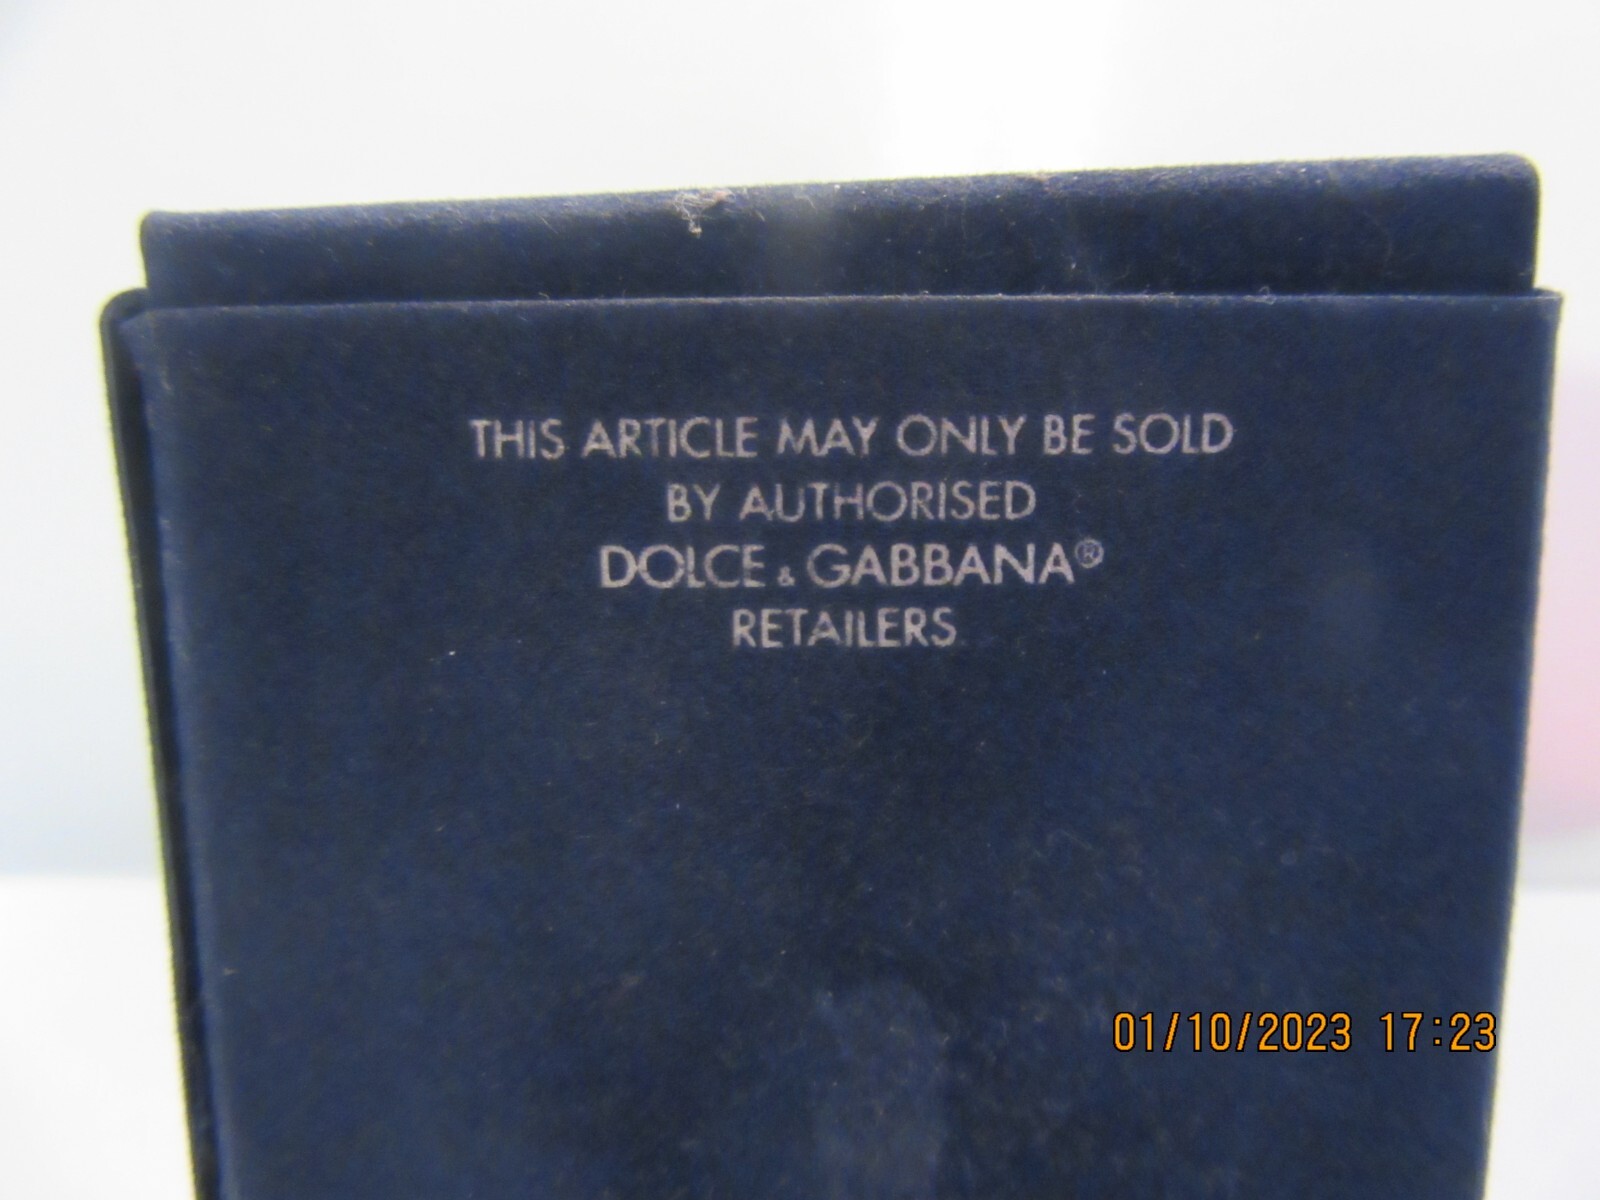 THIS ARTICLE MAY ONLY BE SOLD
BY AUTHORISED
DOLCE & GABBANA®
RETAILERS
01/10/2023 17:23